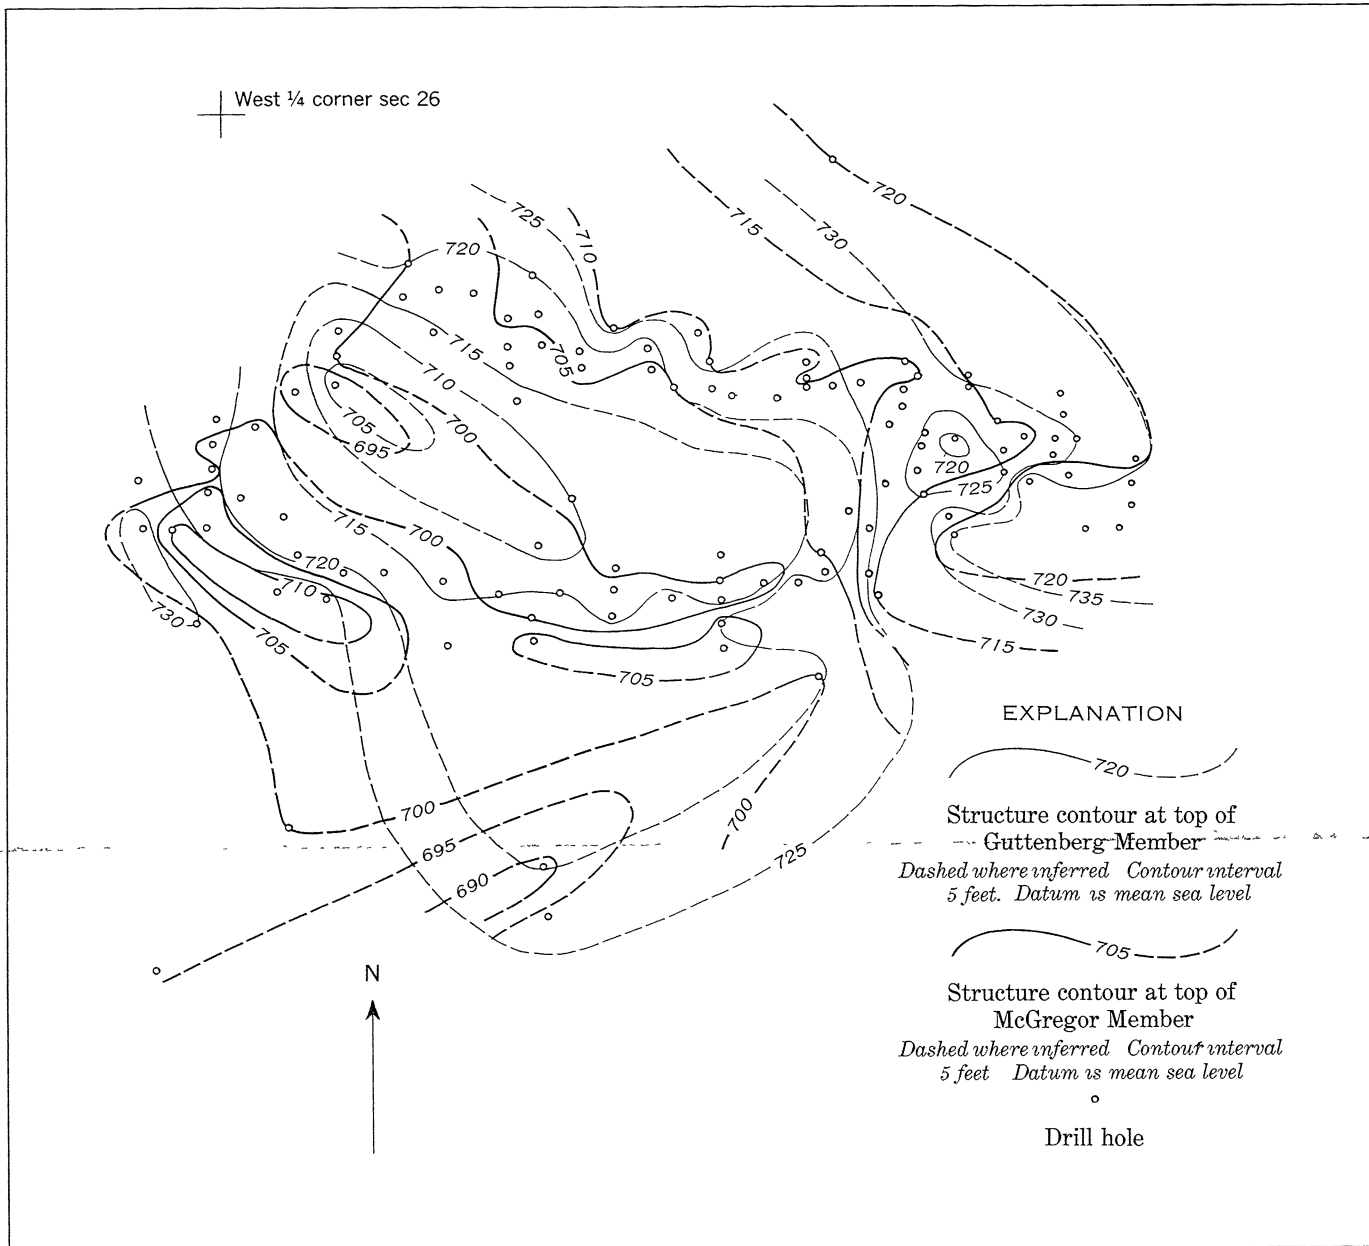 West ¼ corner sec 26
720
715
730
725
710
720
705
715
710
700
705
695
720
725
715
700
720
710
730
705
705
720
735
730
715
700
700
695
690
725
N
EXPLANATION
720
Structure contour at top of
Guttenberg Member
Dashed where inferred Contour interval
5 feet. Datum is mean sea level
705
Structure contour at top of
McGregor Member
Dashed where inferred Contour interval
5 feet Datum is mean sea level
Drill hole